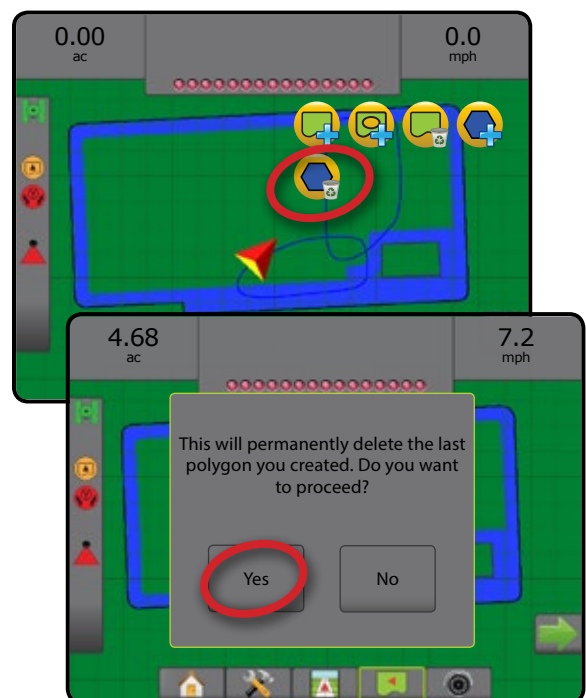 0.00
ac
0.0
mph
4.68
ac
7.2
mph
This will permanently delete the last
polygon you created. Do you want
to proceed?
Yes
No